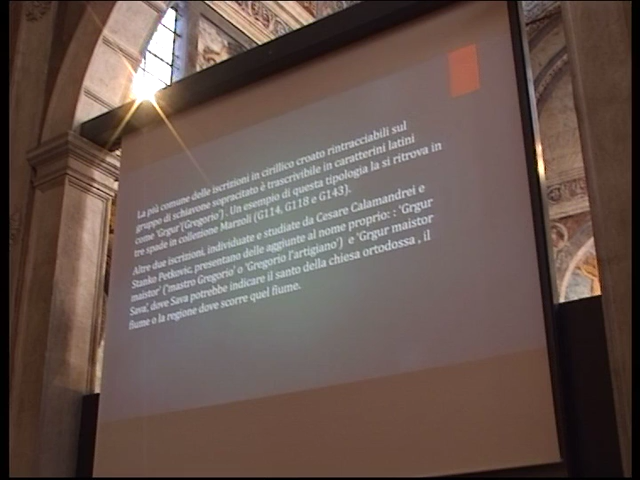 La più comune delle iscrizioni in cirillico croato rintracciabili sul
gruppo di schiavone sopracitato è trascrivibile in caratterini latini
come 'Grgur'(Gregorio') . Un esempio di questa tipologia la si ritrova in
tre spade in collezione Marzoli (G114, G118 e G143).
Altre due iscrizioni, individuate e studiate da Cesare Calamandrei e
Stanko Petkovic, presentano delle aggiunte al nome proprio: : 'Grgur
maistor' ('mastro Gregorio' o 'Gregorio l'artigiano') e 'Grgur maistor
Sava', dove Sava potrebbe indicare il santo della chiesa ortodossa , il
fiume o la regione dove scorre quel fiume.